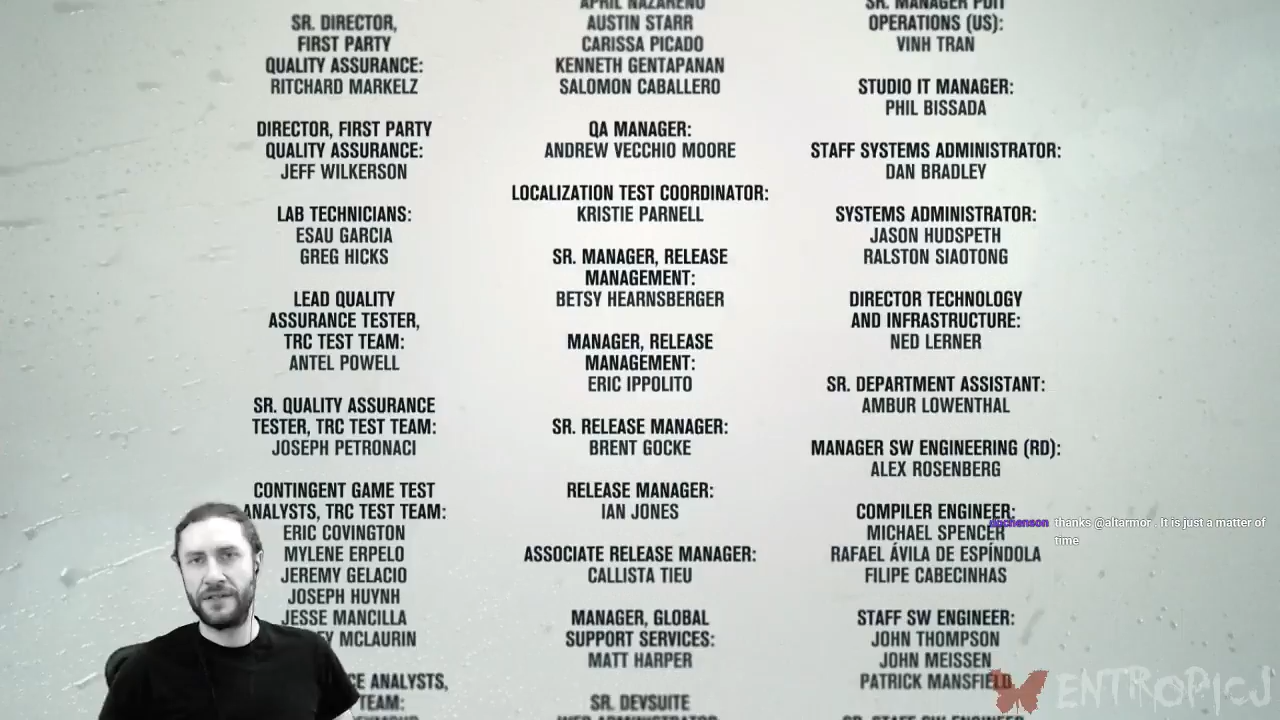 SR. DIRECTOR,
FIRST PARTY
QUALITY ASSURANCE:
RITCHARD MARKELZ
DIRECTOR, FIRST PARTY
QUALITY ASSURANCE:
JEFF WILKERSON
LAB TECHNICIANS:
ESAU GARCIA
GREG HICKS
LEAD QUALITY
ASSURANCE TESTER,
TRC TEST TEAM:
ANTEL POWELL
SR. QUALITY ASSURANCE
TESTER, TRC TEST TEAM:
JOSEPH PETRONACI
CONTINGENT GAME TEST
ANALYSTS, TRC TEST TEAM:
ERIC COVINGTON
MYLENE ERPELO
JEREMY GELACIO
JOSEPH HUYNH
JESSE MANCILLA
MCLAURIN
ANALYSTS,
TEAM:
APRIL NAZARENO
AUSTIN STARR
CARISSA PICADO
KENNETH GENTAPANAN
SALOMON CABALLERO
QA MANAGER:
ANDREW VECCHIO MOORE
LOCALIZATION TEST COORDINATOR:
KRISTIE PARNELL
SR. MANAGER, RELEASE
MANAGEMENT:
BETSY HEARNSBERGER
MANAGER, RELEASE
MANAGEMENT:
ERIC IPPOLITO
SR. RELEASE MANAGER:
BRENT GOCKE
RELEASE MANAGER:
IAN JONES
ASSOCIATE RELEASE MANAGER:
CALLISTA TIEU
MANAGER, GLOBAL
SUPPORT SERVICES:
MATT HARPER
SR. DEVSUITE
WEB ADMINISTRATOR
SR. MANAGER PDIT
OPERATIONS (US):
VINH TRAN
STUDIO IT MANAGER:
PHIL BISSADA
STAFF SYSTEMS ADMINISTRATOR:
DAN BRADLEY
SYSTEMS ADMINISTRATOR:
JASON HUDSPETH
RALSTON SIAOTONG
DIRECTOR TECHNOLOGY
AND INFRASTRUCTURE:
NED LERNER
SR. DEPARTMENT ASSISTANT:
AMBUR LOWENTHAL
MANAGER SW ENGINEERING (RD):
ALEX ROSENBERG
COMPILER ENGINEER:
MICHAEL SPENCER
RAFAEL ÁVILA DE ESPÍNDOLA
FILIPE CABECINHAS
STAFF SW ENGINEER:
JOHN THOMPSON
JOHN MEISSEN
PATRICK MANSFIELD
SR. STAFF SW ENGINEER
thanks @altarmor . It is just a matter of
time
ENTROPICJ